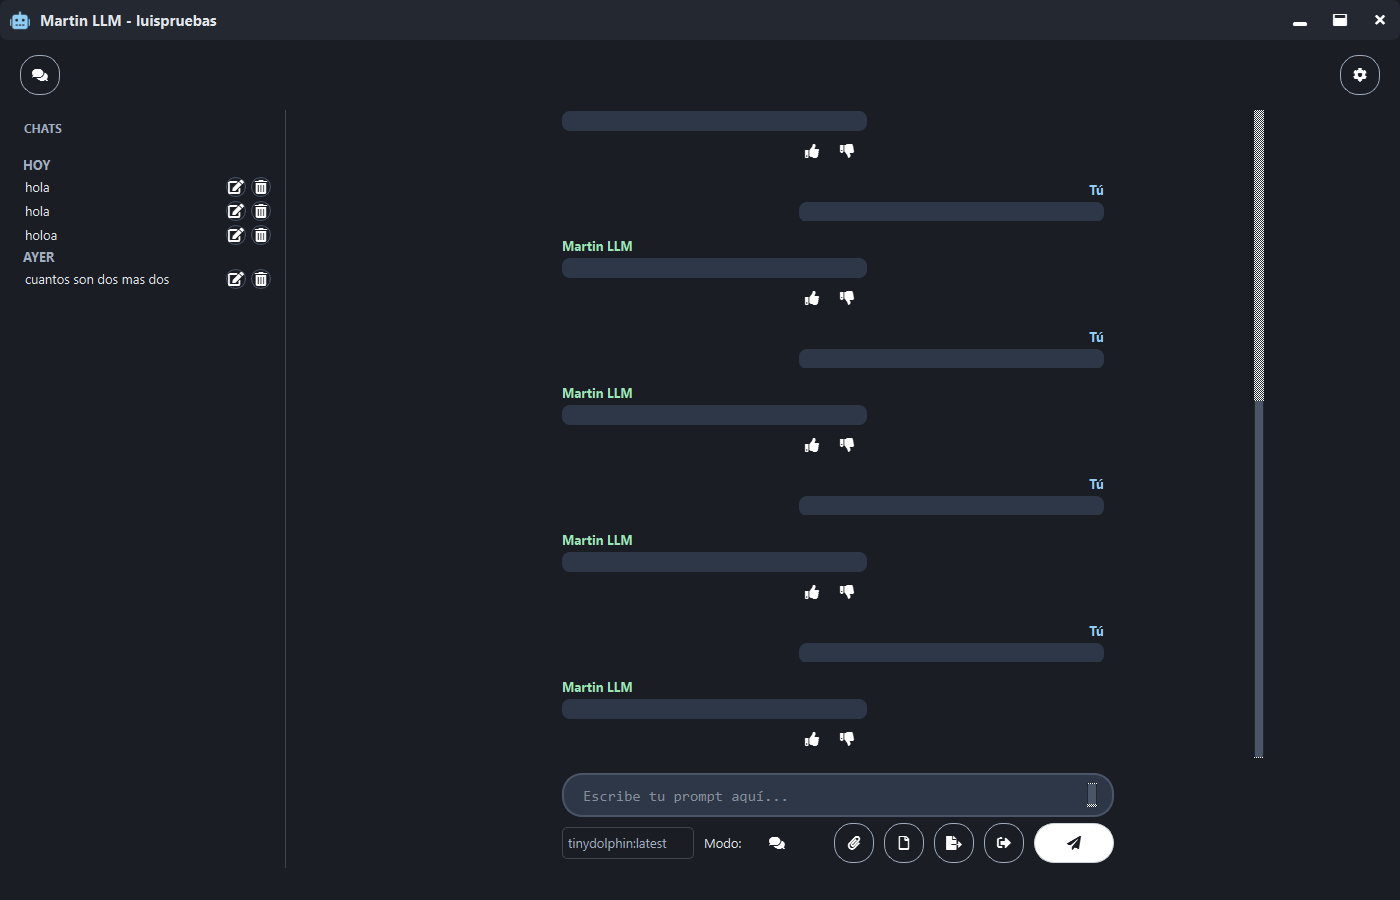 Martin LLM - luispruebas
CHATS
HOY
hola
hola
holoa
AYER
cuantos son dos mas dos
Tú
Martin LLM
Tú
Martin LLM
Tú
Martin LLM
Tú
Martin LLM
Escribe tu prompt aquí...
tinydolphin:latest
Modo: